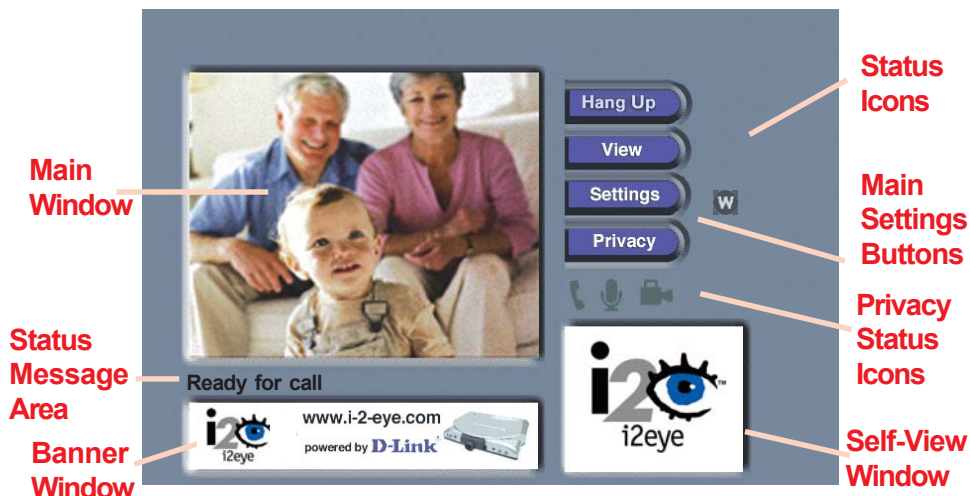 Status
Icons
Main
Window
Main
Settings
Buttons
Privacy
Status
Icons
Status
Message
Area
Banner
Window
Self-View
Window
Hang Up
View
Settings
Privacy
W
Ready for call
i2eye
www.i-2-eye.com
powered by D-Link
i2
i2eye
TM